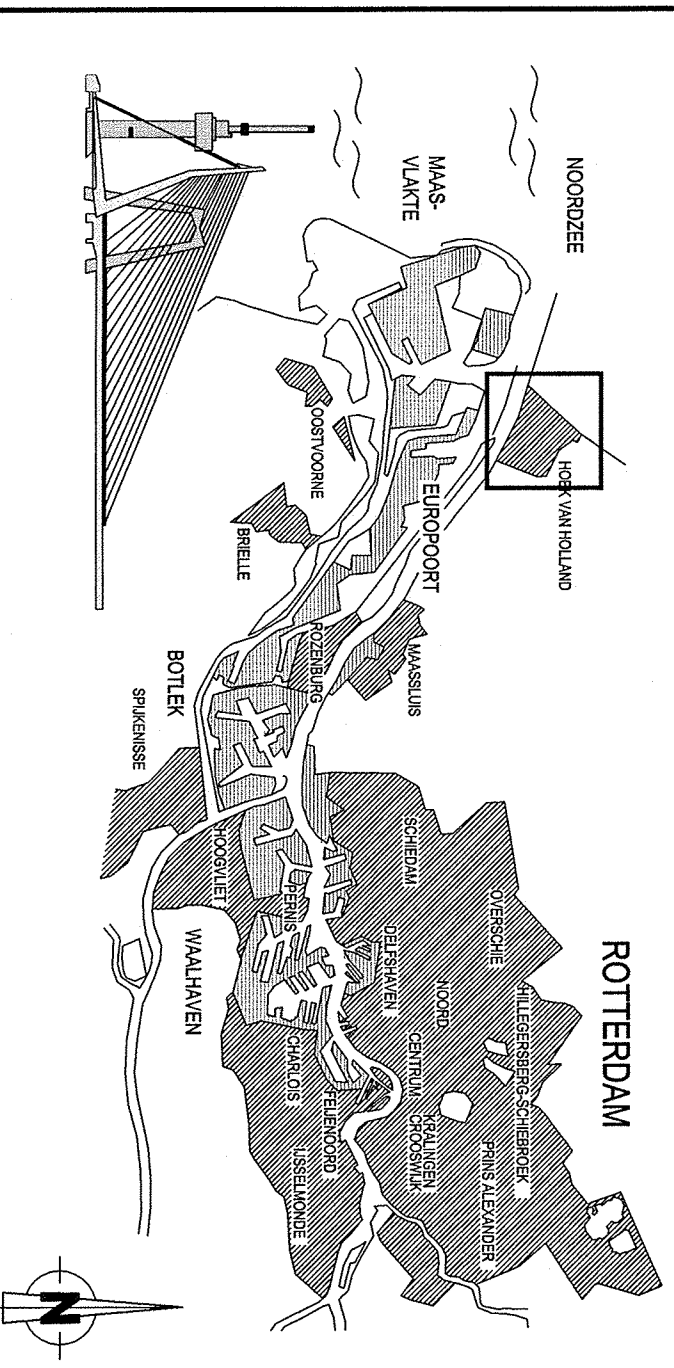 ROTTERDAM
NOORDZEE
HOEK VAN HOLLAND
OVERSCHIE
HILLEGERSBERG-SCHIEBROEK
PRINS ALEXANDER
MAAS-
VLAKTE
EUROPOORT
MAASSLUIS
SCHIEDAM
NOORD
KRALINGEN
CROOSWIJK
DELFSHAVEN
CENTRUM
OOSTVOORNE
ROZENBURG
FEIJENOORD
PERNIS
CHARLOIS
IJSSELMONDE
BRIELLE
HOOGVLIET
BOTLEK
WAALHAVEN
SPIJKENISSE
N